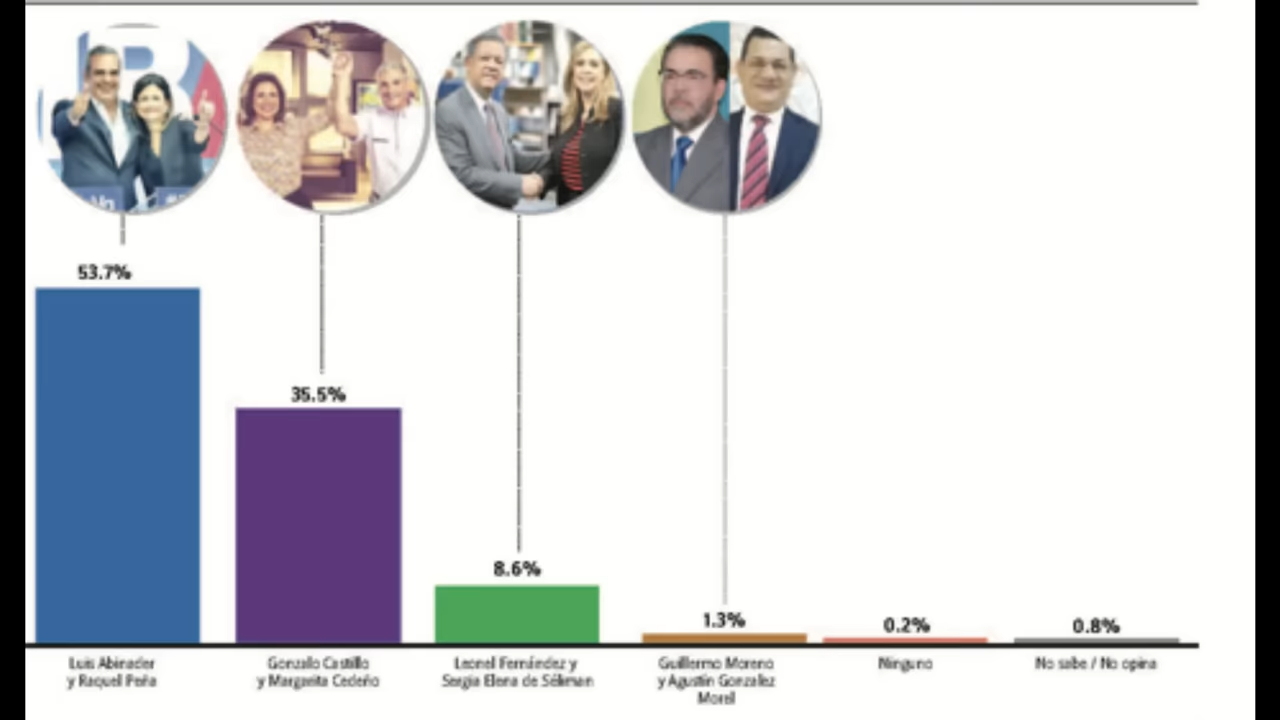 53.7%
35.5%
8.6%
1.3%
0.2%
0.8%
Luis Abinader
y Raquel Peña
Gonzalo Castillo
y Margarita Cedeño
Leonel Fernández y
Sergia Elena de Séliman
Guillermo Moreno
y Agustín Gonzalez
Morel
Ninguno
No sabe / No opina